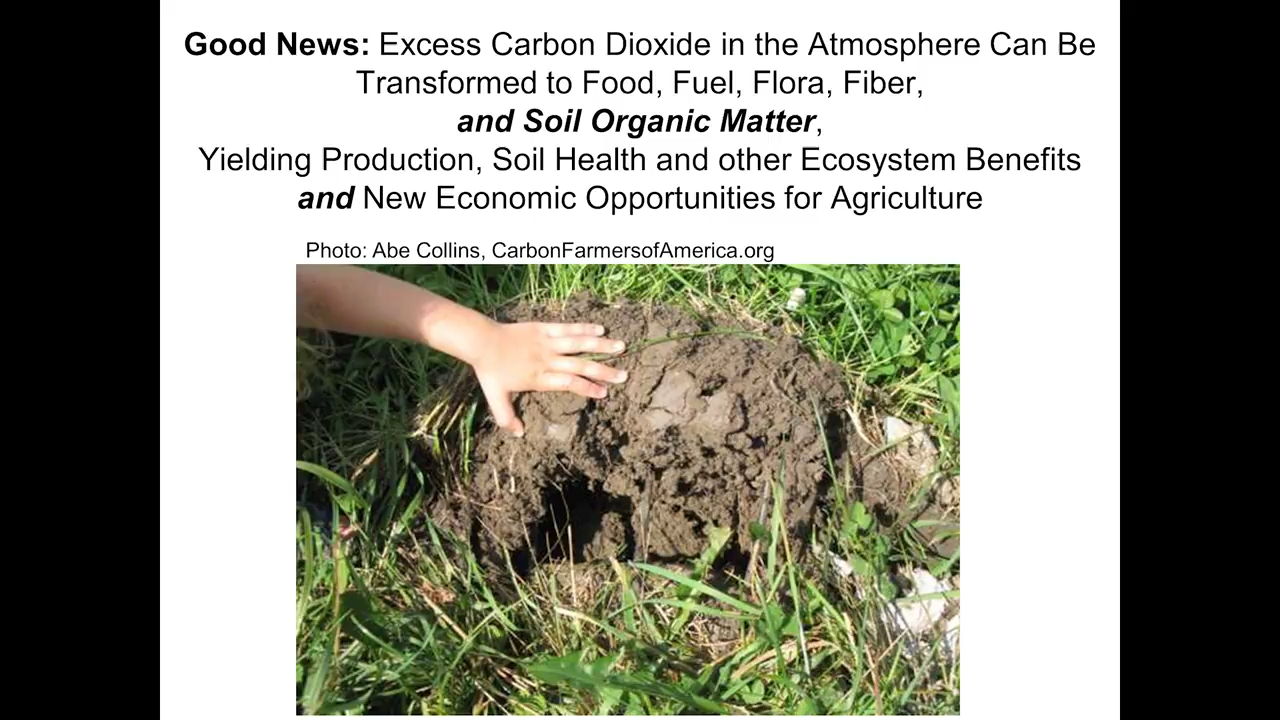 Good News: Excess Carbon Dioxide in the Atmosphere Can Be
Transformed to Food, Fuel, Flora, Fiber,
and Soil Organic Matter,
Yielding Production, Soil Health and other Ecosystem Benefits
and New Economic Opportunities for Agriculture
Photo: Abe Collins, CarbonFarmersofAmerica.org